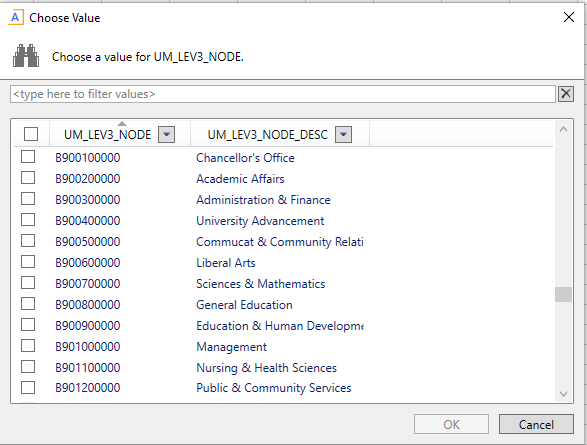 A Choose Value
Choose a value for UM_LEV3_NODE.
<type here to filter values>
UM_LEV3_NODE UM_LEV3_NODE_DESC
B900100000 Chancellor's Office
B900200000 Academic Affairs
B900300000 Administration & Finance
B900400000 University Advancement
B900500000 Commucat & Community Relati
B900600000 Liberal Arts
B900700000 Sciences & Mathematics
B900800000 General Education
B900900000 Education & Human Developme
B901000000 Management
B901100000 Nursing & Health Sciences
B901200000 Public & Community Services
OK Cancel